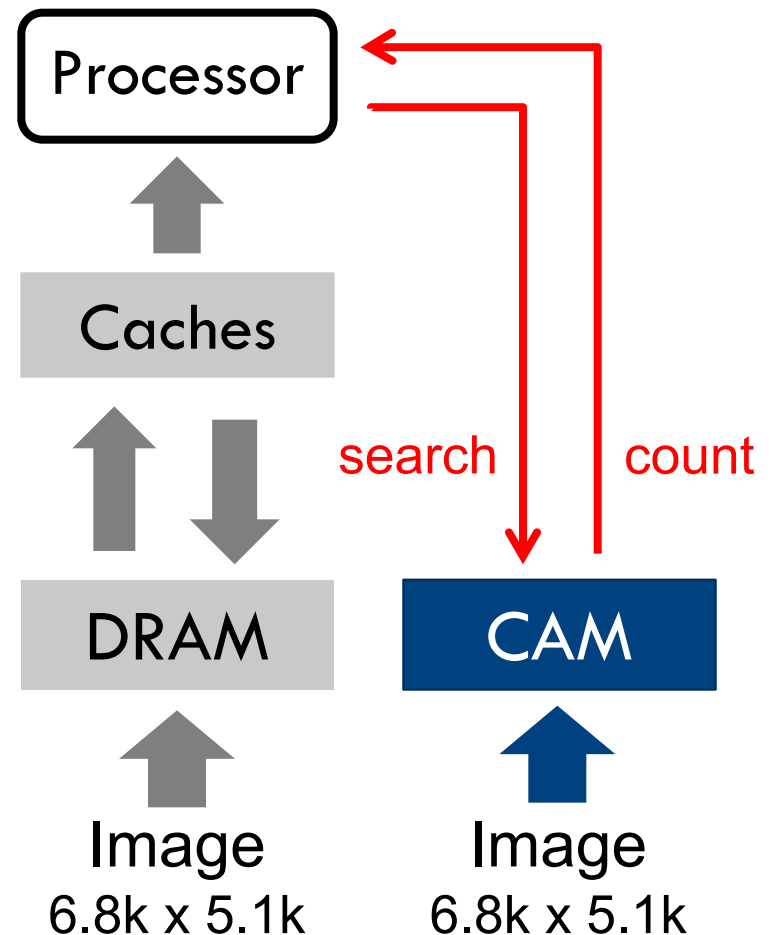 Processor
Caches
search
count
DRAM
CAM
Image
6.8k x 5.1k
Image
6.8k x 5.1k